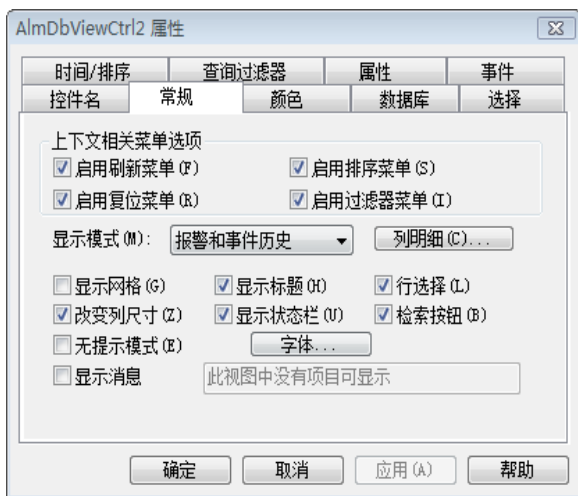 AlmDbViewCtrl2 属性
时间/排序 查询过滤器 属性 事件
控件名 常规 颜色 数据库 选择
上下文相关菜单选项
启用刷新菜单(F) 启用排序菜单(S)
启用复位菜单(R) 启用过滤器菜单(I)
显示模式(M): 报警和事件历史 列明细(C)...
显示网格(G) 显示标题(H) 行选择(L)
改变列尺寸(Z) 显示状态栏(U) 检索按钮(B)
无提示模式(E) 字体...
显示消息 此视图中没有项目可显示
确定 取消 应用(A) 帮助